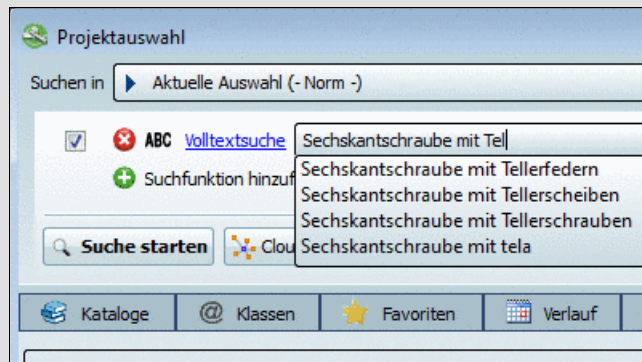 Projektauswahl
Suchen in Aktuelle Auswahl (- Norm -)
ABC Volltextsuche Sechskantschraube mit Tel
Sechskantschraube mit Tellerfedern
Suchfunktion hinzuf
Sechskantschraube mit Tellerscheiben
Sechskantschraube mit Tellerschrauben
Suche starten Clou Sechskantschraube mit tela
Kataloge @ Klassen Favoriten Verlauf